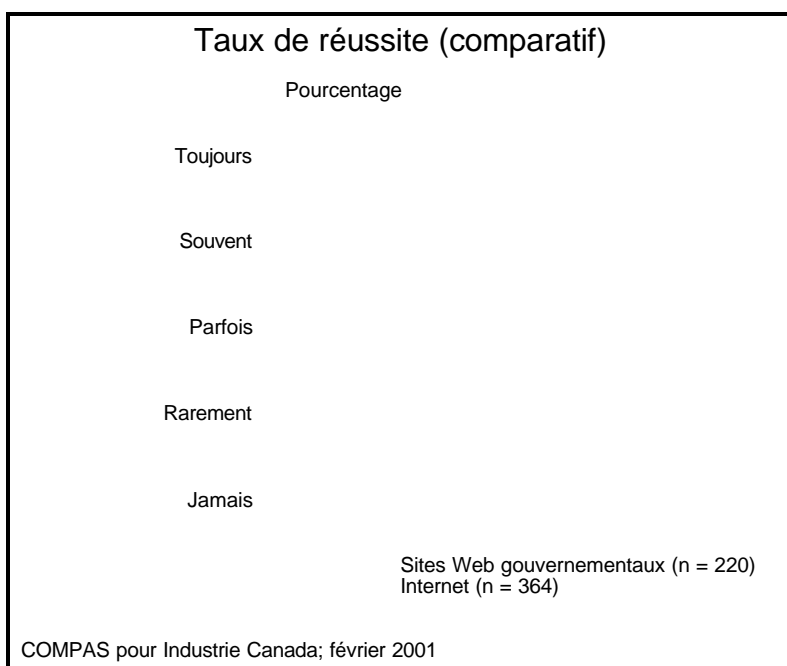 Taux de réussite (comparatif)
Pourcentage
Toujours
Souvent
Parfois
Rarement
Jamais
Sites Web gouvernementaux (n = 220)
Internet (n = 364)
COMPAS pour Industrie Canada; février 2001